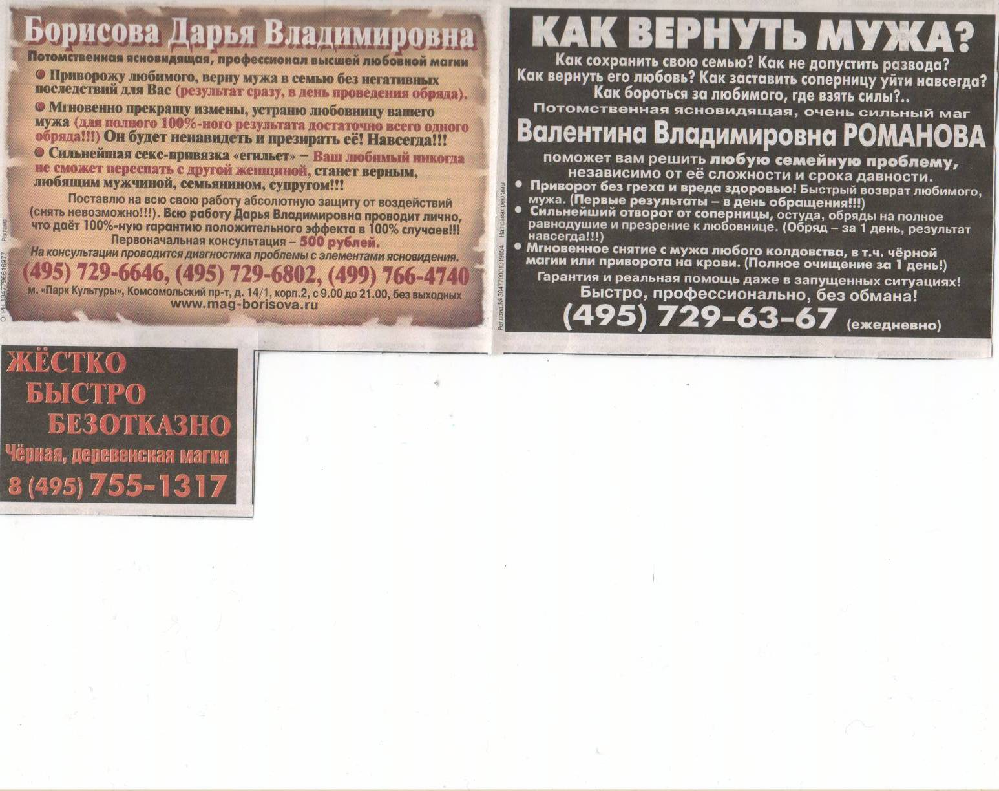 Борисова Дарья Владимировна
Потомственная ясновидящая, профессионал высшей любовной магии
● Приворожу любимого, верну мужа в семью без негативных
последствий для Вас (результат сразу, в день проведения обряда).
● Мгновенно прекращу измены, устраню любовницу вашего
мужа (для полного 100%-ного результата достаточно всего одного
обряда!!!) Он будет ненавидеть и презирать её! Навсегда!!!
● Сильнейшая секс-привязка «егильет» – Ваш любимый никогда
не сможет переспать с другой женщиной, станет верным,
любящим мужчиной, семьянином, супругом!!!
Поставлю на всю свою работу абсолютную защиту от воздействий
(снять невозможно!!!). Всю работу Дарья Владимировна проводит лично,
что даёт 100%-ную гарантию положительного эффекта в 100% случаев!!!
Первоначальная консультация – 500 рублей.
На консультации проводится диагностика проблемы с элементами ясновидения.
(495) 729-6646, (495) 729-6802, (499) 766-4740
м. «Парк Культуры», Комсомольский пр-т, д. 14/1, корп.2, с 9.00 до 21.00, без выходных
www.mag-borisova.ru
ОГРН 1047796616977 Реклама
КАК ВЕРНУТЬ МУЖА?
Как сохранить свою семью? Как не допустить развода?
Как вернуть его любовь? Как заставить соперницу уйти навсегда?
Как бороться за любимого, где взять силы?..
Потомственная ясновидящая, очень сильный маг
Валентина Владимировна РОМАНОВА
поможет вам решить любую семейную проблему,
независимо от её сложности и срока давности.
● Приворот без греха и вреда здоровью! Быстрый возврат любимого,
мужа. (Первые результаты – в день обращения!!!)
● Сильнейший отворот от соперницы, остуда, обряды на полное
равнодушие и презрение к любовнице. (Обряд – за 1 день, результат
навсегда!!!)
● Мгновенное снятие с мужа любого колдовства, в т.ч. чёрной
магии или приворота на крови. (Полное очищение за 1 день!)
Гарантия и реальная помощь даже в запущенных ситуациях!
Быстро, профессионально, без обмана!
(495) 729-63-67 (ежедневно)
Рег.свид.№ 304770001319854. На правах рекламы
ЖЁСТКО
БЫСТРО
БЕЗОТКАЗНО
Чёрная, деревенская магия
8 (495) 755-1317